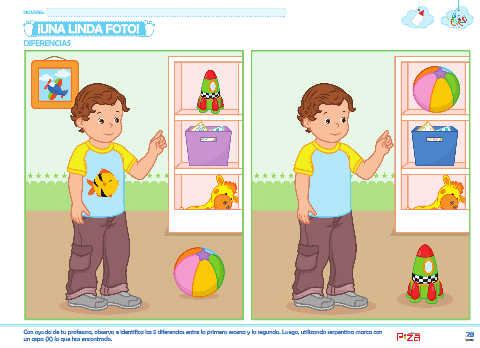 NOMBRE:
¡UNA LINDA FOTO!
DIFERENCIAS
Con ayuda de tu profesora, observa e identifica las 5 diferencias entre la primera escena y la segunda. Luego, utilizando serpentina marca con
un aspa (X) lo que has encontrado.
PIZA